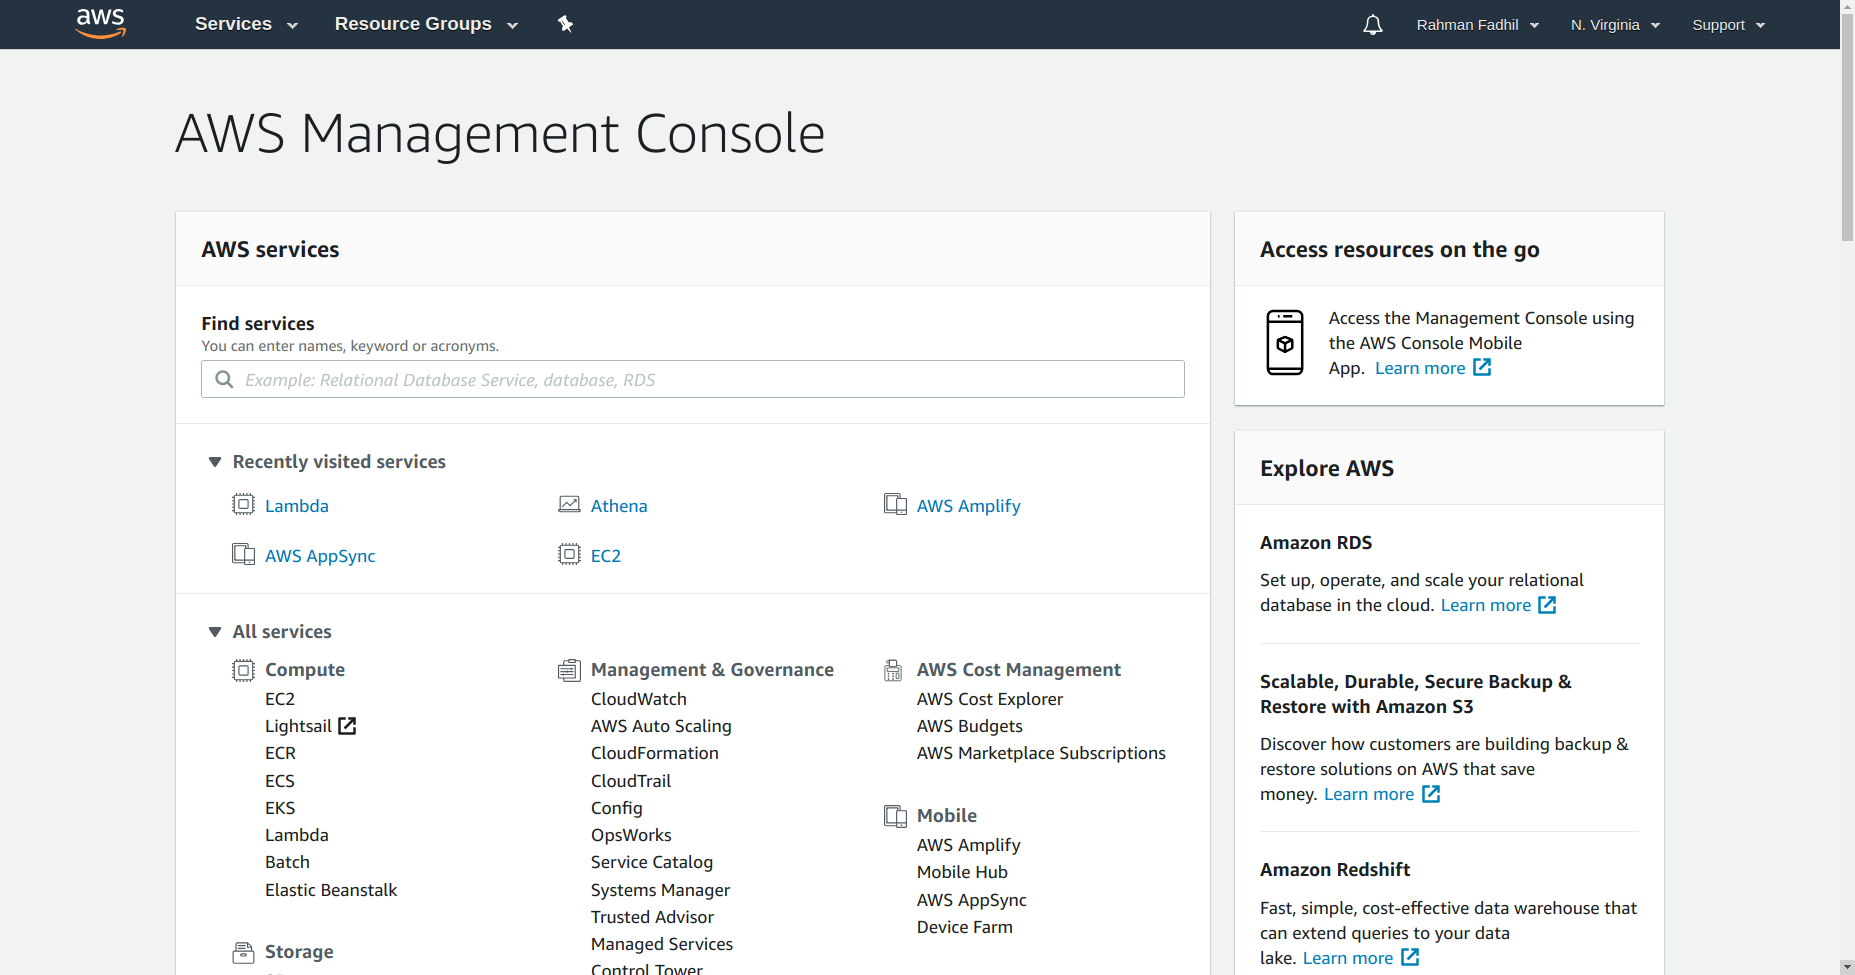 aws
Services
Resource Groups
Rahman Fadhil
N. Virginia
Support
AWS Management Console
AWS services
Find services
You can enter names, keyword or acronyms.
Example: Relational Database Service, database, RDS
Recently visited services
Lambda
Athena
AWS Amplify
AWS AppSync
EC2
All services
Compute
EC2
Lightsail
ECR
ECS
EKS
Lambda
Batch
Elastic Beanstalk
Storage
Management & Governance
CloudWatch
AWS Auto Scaling
CloudFormation
CloudTrail
Config
OpsWorks
Service Catalog
Systems Manager
Trusted Advisor
Managed Services
Control Tower
AWS Cost Management
AWS Cost Explorer
AWS Budgets
AWS Marketplace Subscriptions
Mobile
AWS Amplify
Mobile Hub
AWS AppSync
Device Farm
Access resources on the go
Access the Management Console using
the AWS Console Mobile
App. Learn more
Explore AWS
Amazon RDS
Set up, operate, and scale your relational
database in the cloud. Learn more
Scalable, Durable, Secure Backup &
Restore with Amazon S3
Discover how customers are building backup &
restore solutions on AWS that save
money. Learn more
Amazon Redshift
Fast, simple, cost-effective data warehouse that
can extend queries to your data
lake. Learn more